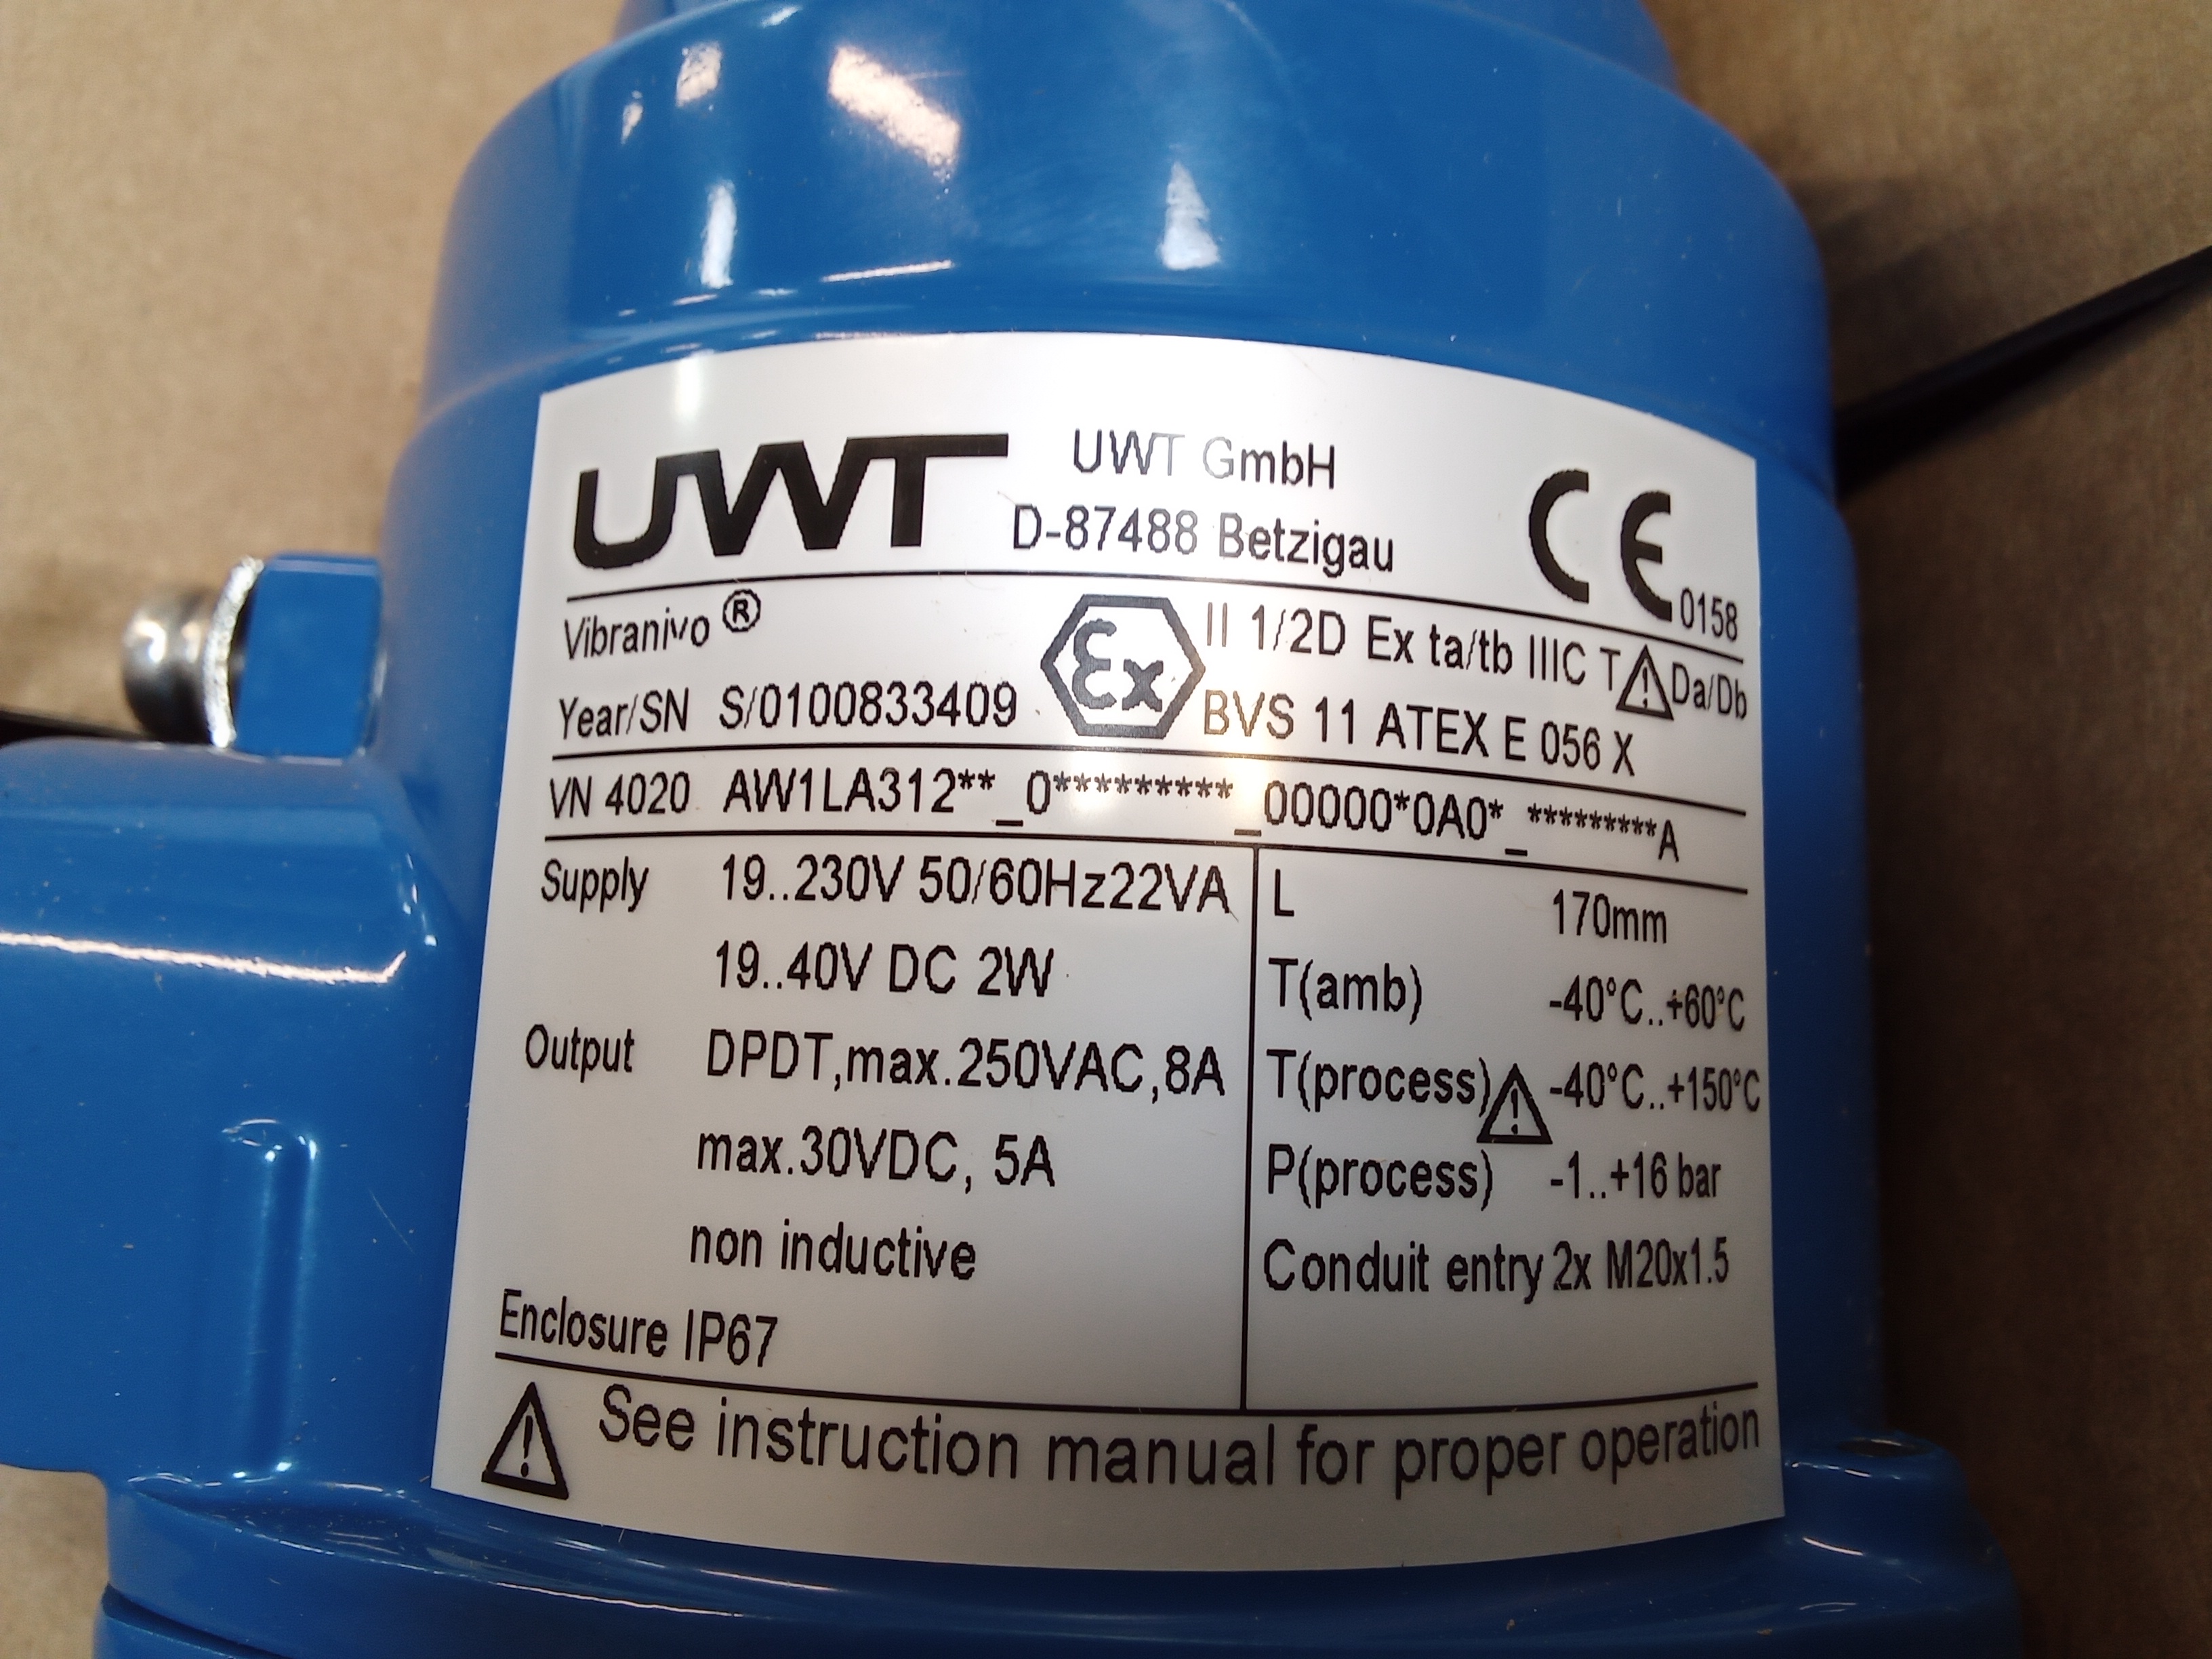 UWT UWT GmbH
D-87488 Betzigau
CE 0158
Vibranivo ®
Ex II 1/2D Ex ta/tb IIIC T⚠Da/Db
Year/SN S/0100833409 BVS 11 ATEX E 056 X
VN 4020 AW1LA312**_0*********_00000*0A0*_*********A
Supply 19..230V 50/60Hz22VA
19..40V DC 2W
Output DPDT,max.250VAC,8A
max.30VDC, 5A
non inductive
Enclosure IP67
L 170mm
T(amb) -40°C..+60°C
T(process)⚠-40°C..+150°C
P(process) -1..+16 bar
Conduit entry 2x M20x1.5
⚠ See instruction manual for proper operation